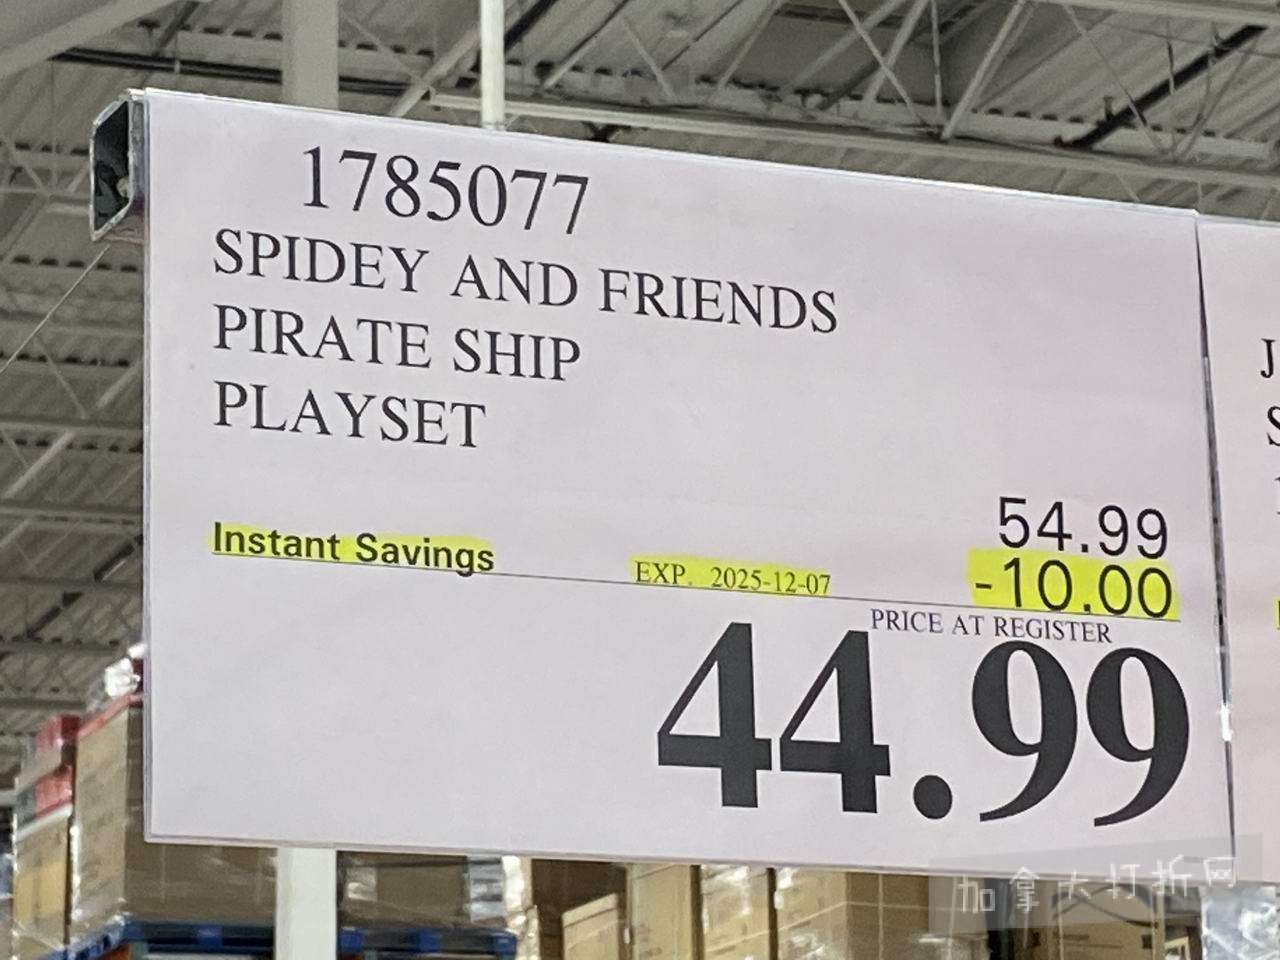 1785077
SPIDEY AND FRIENDS
PIRATE SHIP
PLAYSET
54.99
Instant Savings EXP. 2025-12-07 -10.00
PRICE AT REGISTER
44.99
J
S
加拿大打折网